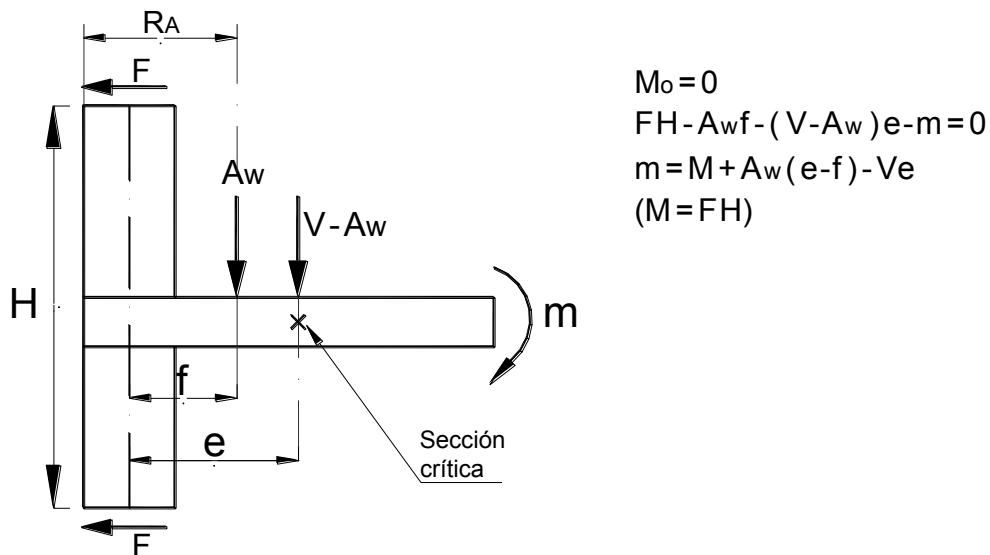 RA
F
Mo=0
FH-Awf-(V-Aw)e-m=0
m=M+Aw(e-f)-Ve
(M=FH)
Aw
V-Aw
H
m
f
e
Sección
crítica
F